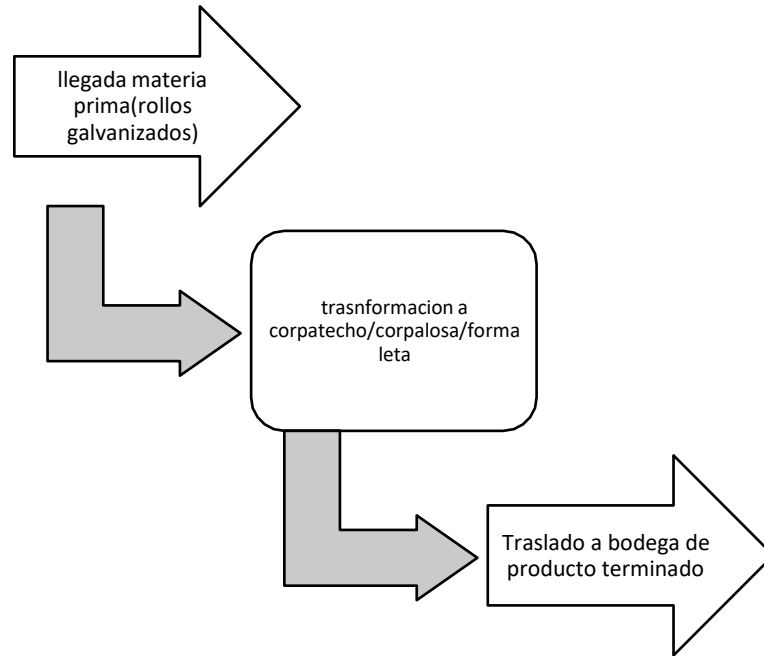 llegada materia
prima(rollos
galvanizados)
trasnformacion a
corpatecho/corpalosa/forma
leta
Traslado a bodega de
producto terminado